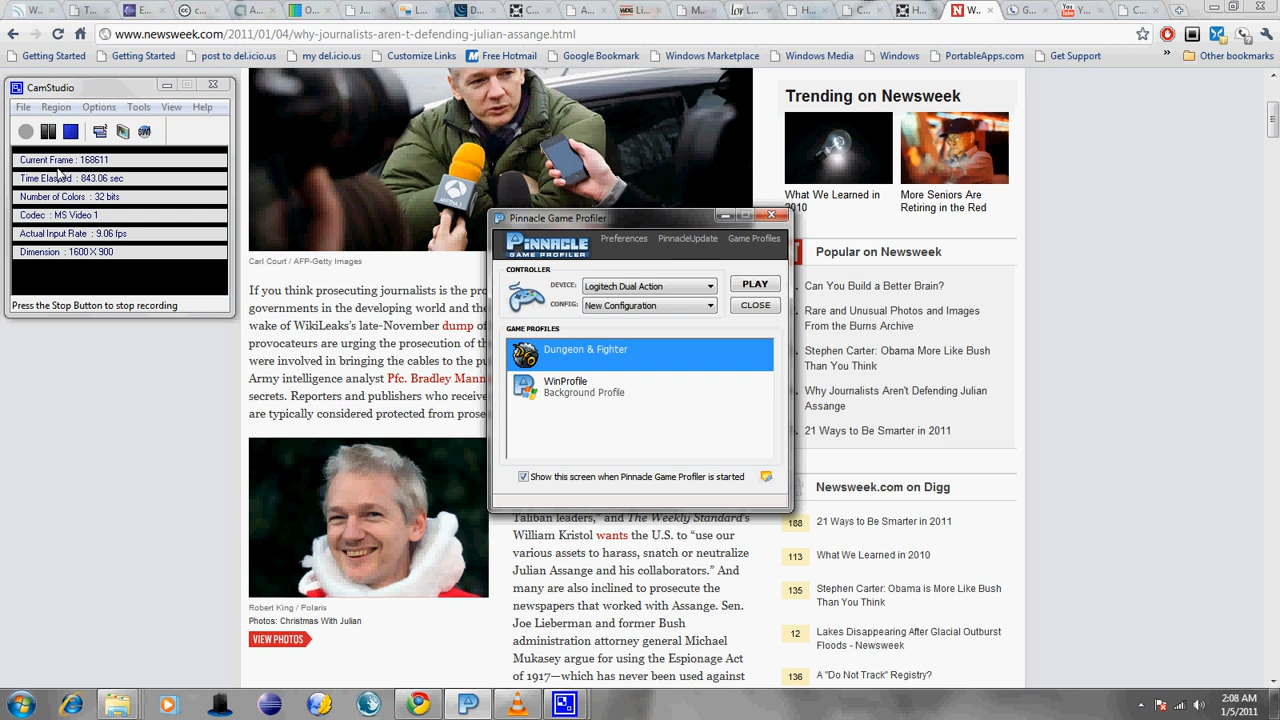 www.newsweek.com/2011/01/04/why-journalists-aren-t-defending-julian-assange.html
Getting Started
Getting Started
post to del.icio.us
my del.icio.us
Customize Links
Free Hotmail
Google Bookmark
Windows Marketplace
Windows Media
Windows
PortableApps.com
Get Support
»
Other bookmarks
CamStudio
File Region Options Tools View Help
Current Frame : 168611
Time Elapsed : 843.06 sec
Number of Colors : 32 bits
Codec : MS Video 1
Actual Input Rate : 9.06 fps
Dimension : 1600 X 900
Press the Stop Button to stop recording
Carl Court / AFP-Getty Images
If you think prosecuting journalists is the pro
governments in the developing world and the
wake of WikiLeaks's late-November dump of
provocateurs are urging the prosecution of th
were involved in bringing the cables to the pu
Army intelligence analyst Pfc. Bradley Mann
secrets. Reporters and publishers who receive
are typically considered protected from prose
Robert King / Polaris
Photos: Christmas With Julian
VIEW PHOTOS
Pinnacle Game Profiler
PINNACLE
GAME PROFILER
Preferences PinnacleUpdate Game Profiles
CONTROLLER
DEVICE: Logitech Dual Action PLAY
CONFIG: New Configuration CLOSE
GAME PROFILES
Dungeon & Fighter
WinProfile
Background Profile
Show this screen when Pinnacle Game Profiler is started
Taliban leaders," and The Weekly Standard's
William Kristol wants the U.S. to "use our
various assets to harass, snatch or neutralize
Julian Assange and his collaborators." And
many are also inclined to prosecute the
newspapers that worked with Assange. Sen.
Joe Lieberman and former Bush
administration attorney general Michael
Mukasey argue for using the Espionage Act
of 1917—which has never been used against
Trending on Newsweek
What We Learned in
2010
More Seniors Are
Retiring in the Red
Popular on Newsweek
Can You Build a Better Brain?
Rare and Unusual Photos and Images
From the Burns Archive
Stephen Carter: Obama More Like Bush
Than You Think
Why Journalists Aren't Defending Julian
Assange
21 Ways to Be Smarter in 2011
Newsweek.com on Digg
188 21 Ways to Be Smarter in 2011
113 What We Learned in 2010
135 Stephen Carter: Obama is More Like Bush
Than You Think
12 Lakes Disappearing After Glacial Outburst
Floods - Newsweek
136 A "Do Not Track" Registry?
2:08 AM
1/5/2011